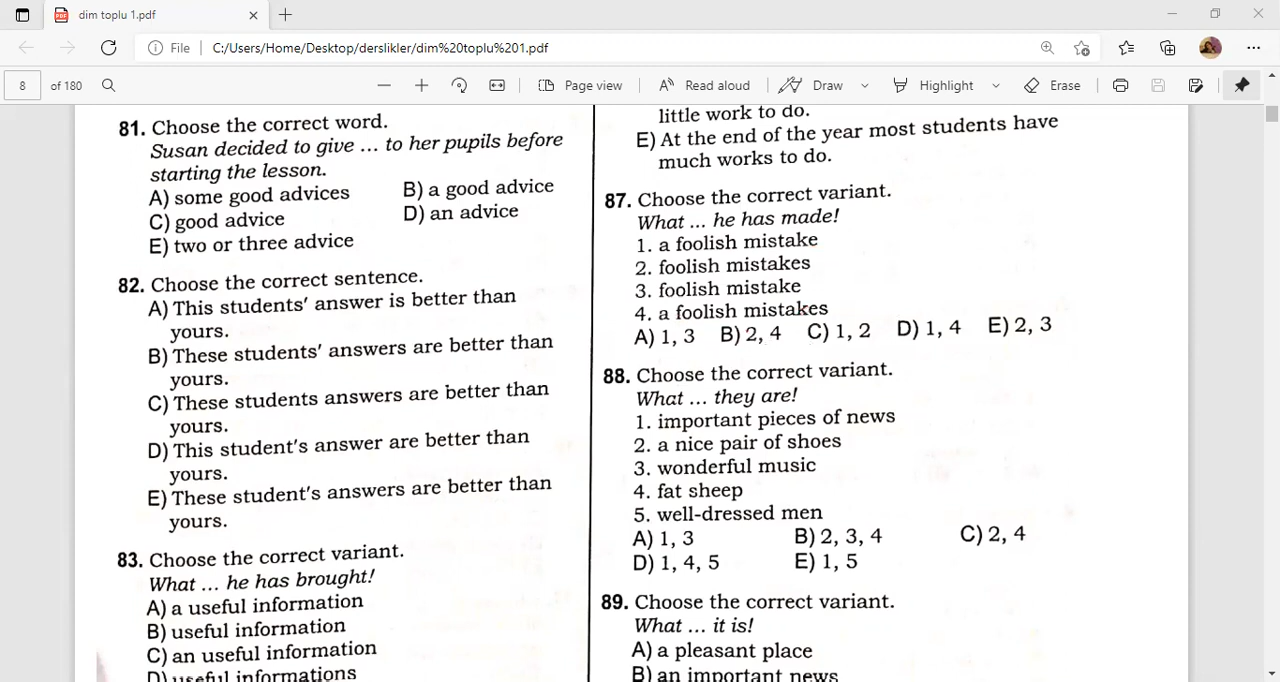 dim toplu 1.pdf
File
C:/Users/Home/Desktop/derslikler/dim%20toplu%201.pdf
8
of 180
Page view
Read aloud
Draw
Highlight
Erase
81. Choose the correct word.
Susan decided to give ... to her pupils before
starting the lesson.
A) some good advices B) a good advice
C) good advice D) an advice
E) two or three advice
82. Choose the correct sentence.
A) This students' answer is better than
yours.
B) These students' answers are better than
yours.
C) These students answers are better than
yours.
D) This student's answer are better than
yours.
E) These student's answers are better than
yours.
83. Choose the correct variant.
What ... he has brought!
A) a useful information
B) useful information
C) an useful information
D) useful informations
little work to do.
E) At the end of the year most students have
much works to do.
87. Choose the correct variant.
What ... he has made!
1. a foolish mistake
2. foolish mistakes
3. foolish mistake
4. a foolish mistakes
A) 1, 3 B) 2, 4 C) 1, 2 D) 1, 4 E) 2, 3
88. Choose the correct variant.
What ... they are!
1. important pieces of news
2. a nice pair of shoes
3. wonderful music
4. fat sheep
5. well-dressed men
A) 1, 3 B) 2, 3, 4 C) 2, 4
D) 1, 4, 5 E) 1, 5
89. Choose the correct variant.
What ... it is!
A) a pleasant place
B) an important news